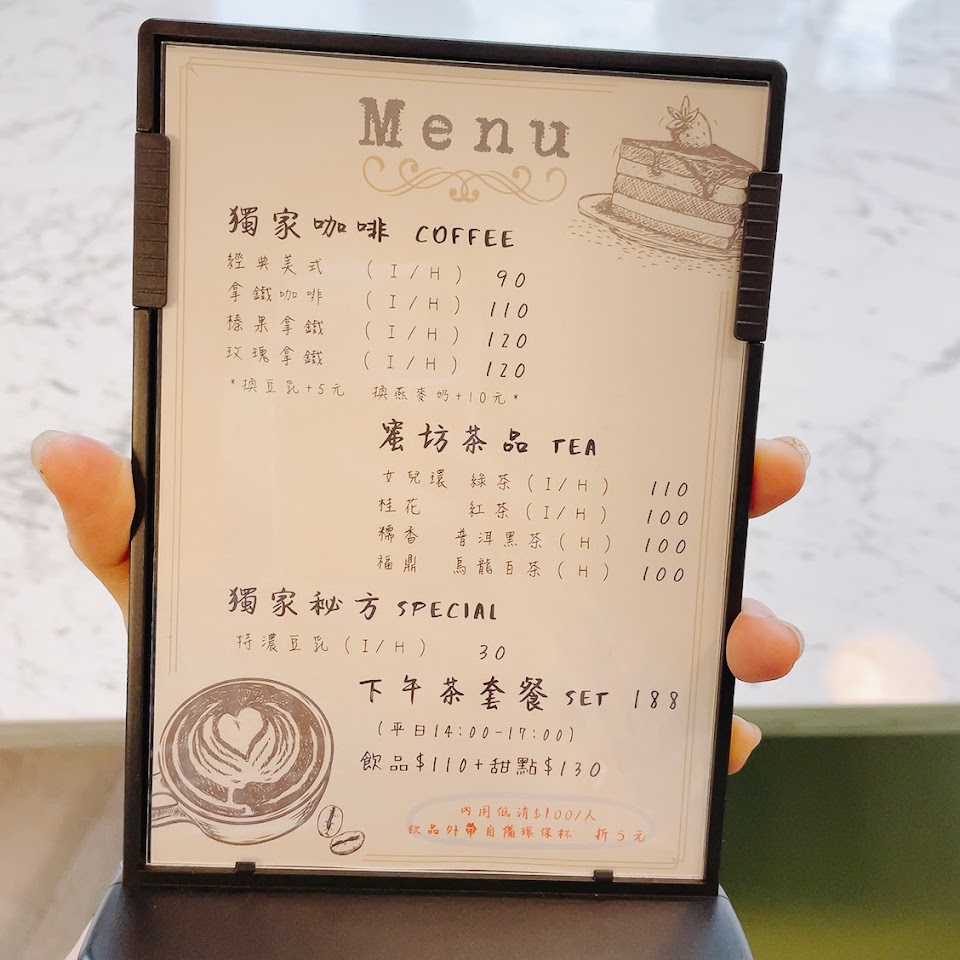 Menu
獨家咖啡 COFFEE
經典美式 (I/H) 90
拿鐵咖啡 (I/H) 110
榛果拿鐵 (I/H) 120
玫瑰拿鐵 (I/H) 120
*換豆乳+5元 換燕麥奶+10元*
蜜坊茶品 TEA
女兒環 綠茶(I/H) 110
桂花 紅茶(I/H) 100
糯香 普洱黑茶(H) 100
福鼎 烏龍白茶(H) 100
獨家秘方 SPECIAL
特濃豆乳(I/H) 30
下午茶套餐 SET 188
(平日14:00-17:00)
飲品$110+甜點$130
內用低消$100/人
飲品外帶自備環保杯 折5元